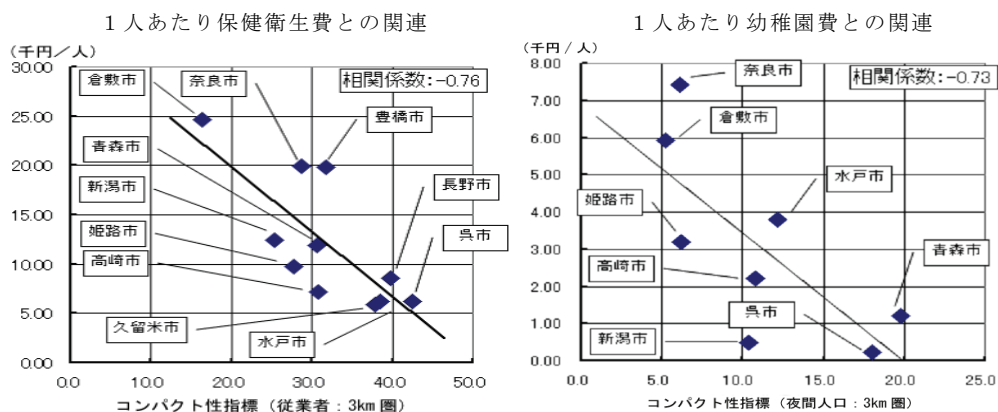 １人あたり保健衛生費との関連
（千円／人）
30.00
25.00
20.00
15.00
10.00
5.00
0.00
0.0
10.0
20.0
30.0
40.0
50.0
相関係数:-0.76
倉敷市
奈良市
豊橋市
青森市
新潟市
長野市
姫路市
呉市
高崎市
久留米市
水戸市
コンパクト性指標（従業者：3km圏）
１人あたり幼稚園費との関連
（千円/人）
8.00
7.00
6.00
5.00
4.00
3.00
2.00
1.00
0.00
0.0
5.0
10.0
15.0
20.0
25.0
相関係数:-0.73
奈良市
倉敷市
水戸市
姫路市
高崎市
青森市
呉市
新潟市
コンパクト性指標（夜間人口：3km圏）